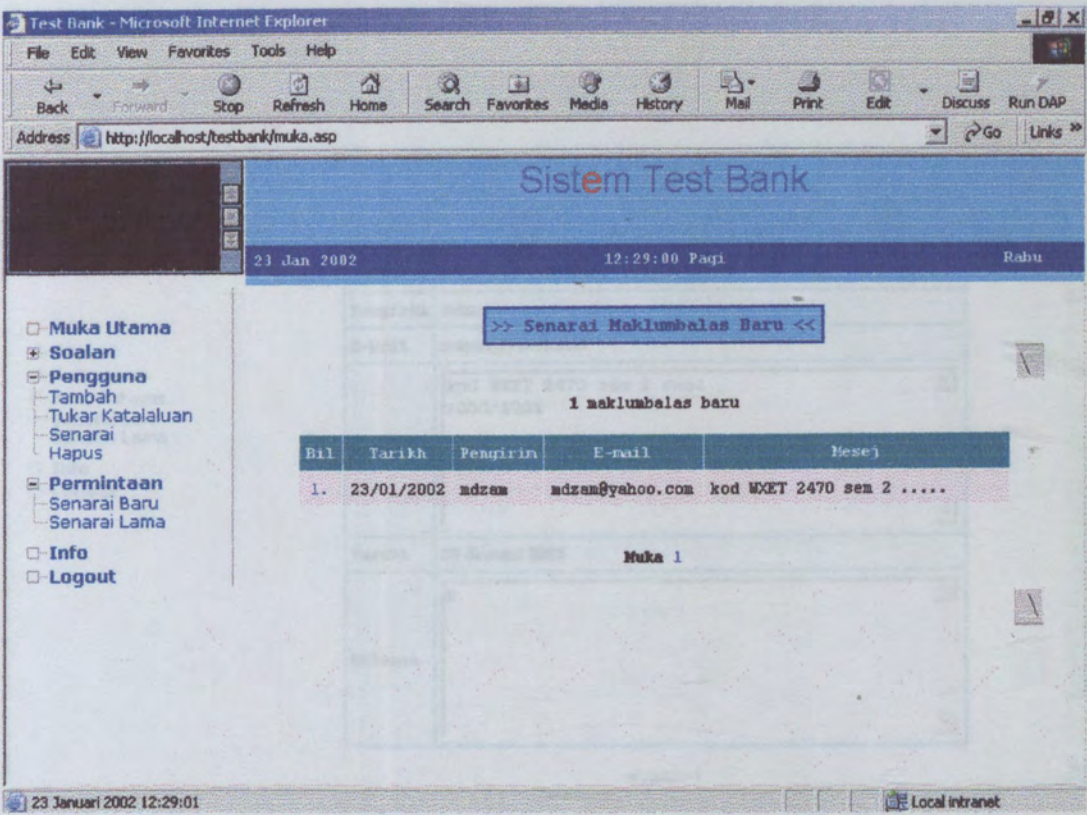 Test Bank - Microsoft Internet Explorer
File Edit View Favorites Tools Help
Back Forward Stop Refresh Home Search Favorites Media History Mail Print Edit Discuss Run DAP
Address http://localhost/testbank/muka.asp Go Links »
Sistem Test Bank
23 Jan 2002 12:29:00 Pagi Rabu
Muka Utama
Soalan
Pengguna
Tambah
Tukar Katalaluan
Senarai
Hapus
Permintaan
Senarai Baru
Senarai Lama
Info
Logout
>> Senarai Maklumbalas Baru <<
1 maklumbalas baru
Bil Tarikh Pengirim E-mail Mesej
1. 23/01/2002 mdzam mdzam@yahoo.com kod WXET 2470 sem 2 .....
Muka 1
23 Januari 2002 12:29:01 Local intranet